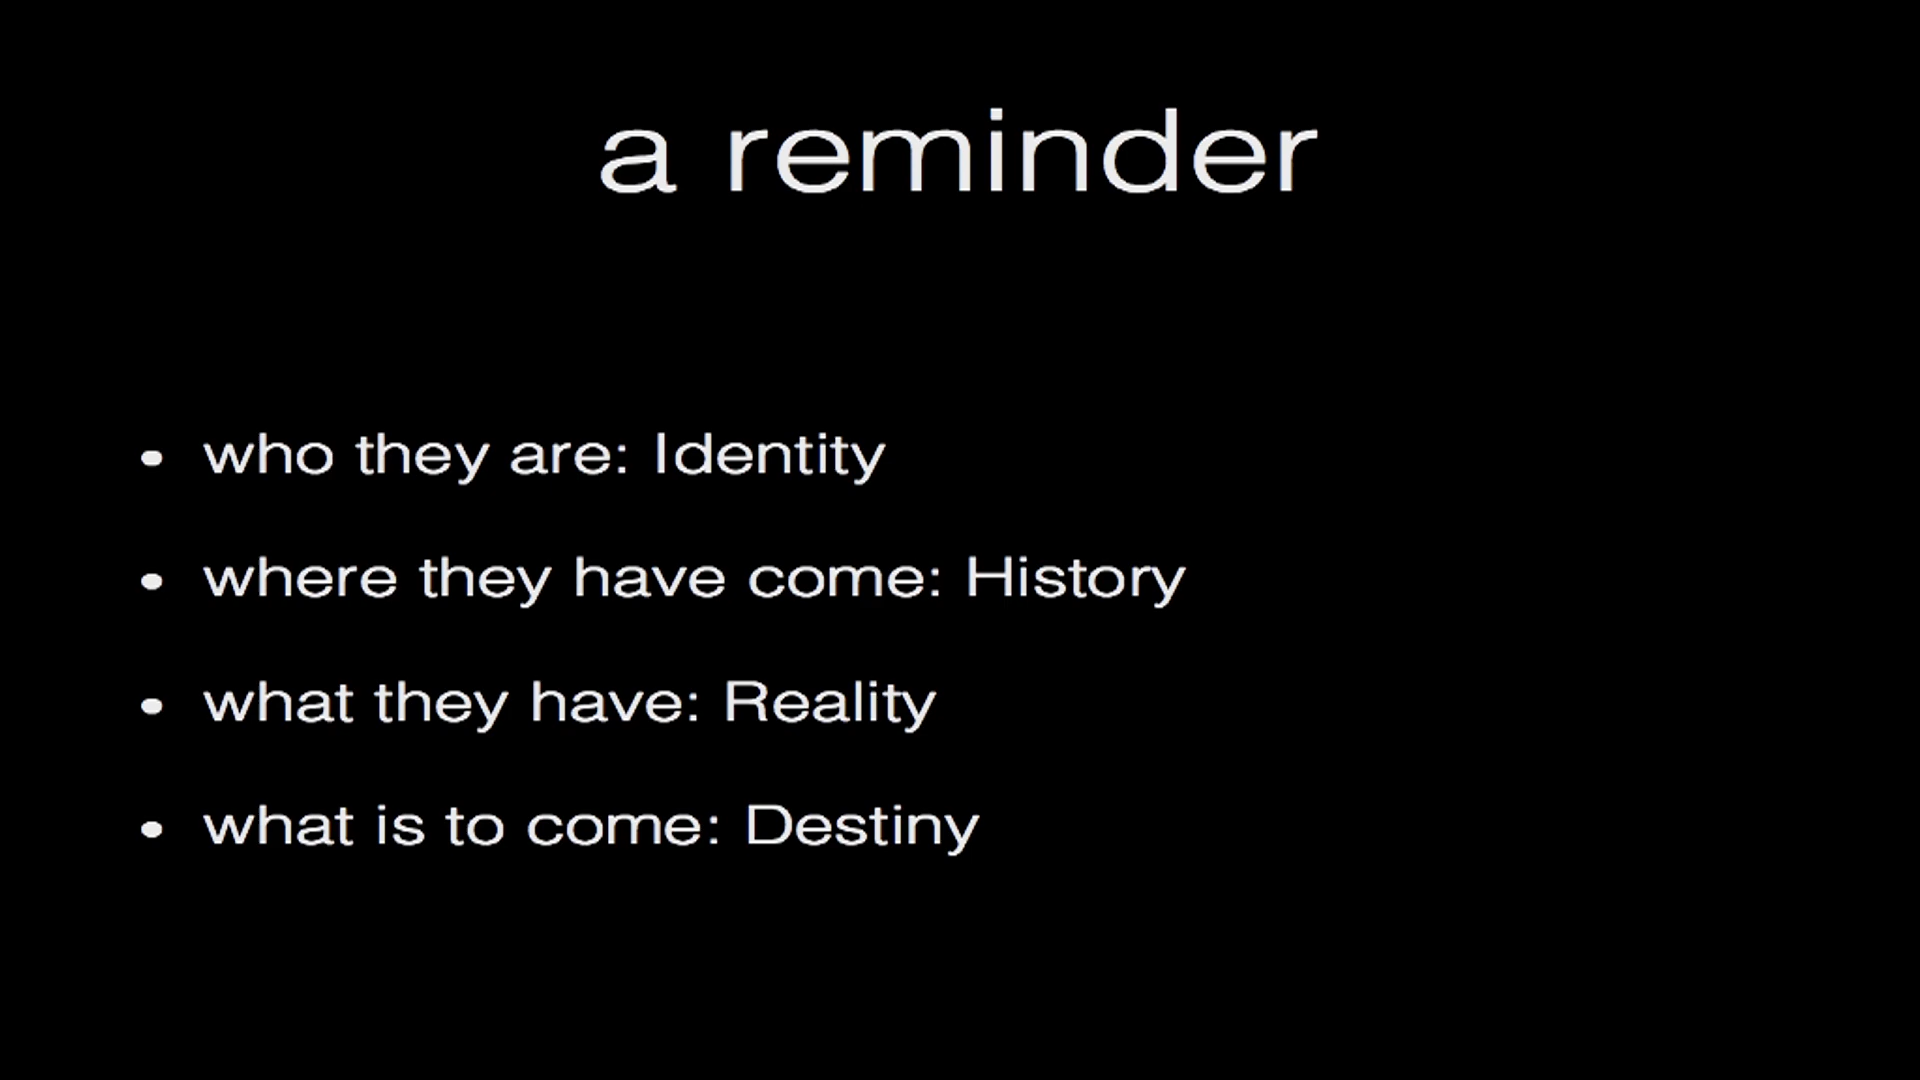 a reminder
• who they are: Identity
• where they have come: History
• what they have: Reality
• what is to come: Destiny